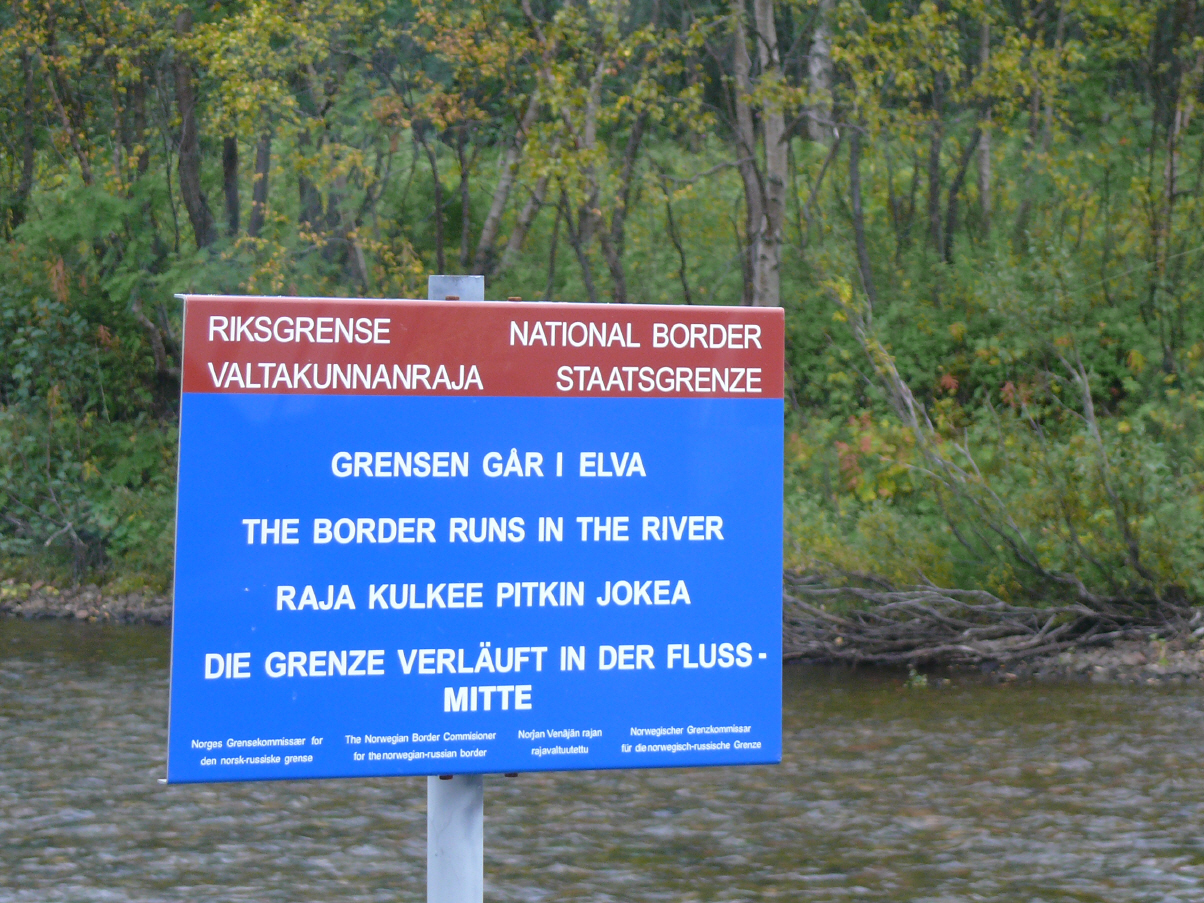 RIKSGRENSE NATIONAL BORDER
VALTAKUNNANRAJA STAATSGRENZE
GRENSEN GÅR I ELVA
THE BORDER RUNS IN THE RIVER
RAJA KULKEE PITKIN JOKEA
DIE GRENZE VERLÄUFT IN DER FLUSS-
MITTE
Norges Grensekommissær for
den norsk-russiske grense
The Norwegian Border Commisioner
for the norwegian-russian border
Norjan Venäjän rajan
rajavaltuutettu
Norwegischer Grenzkommissar
für die norwegisch-russische Grenze